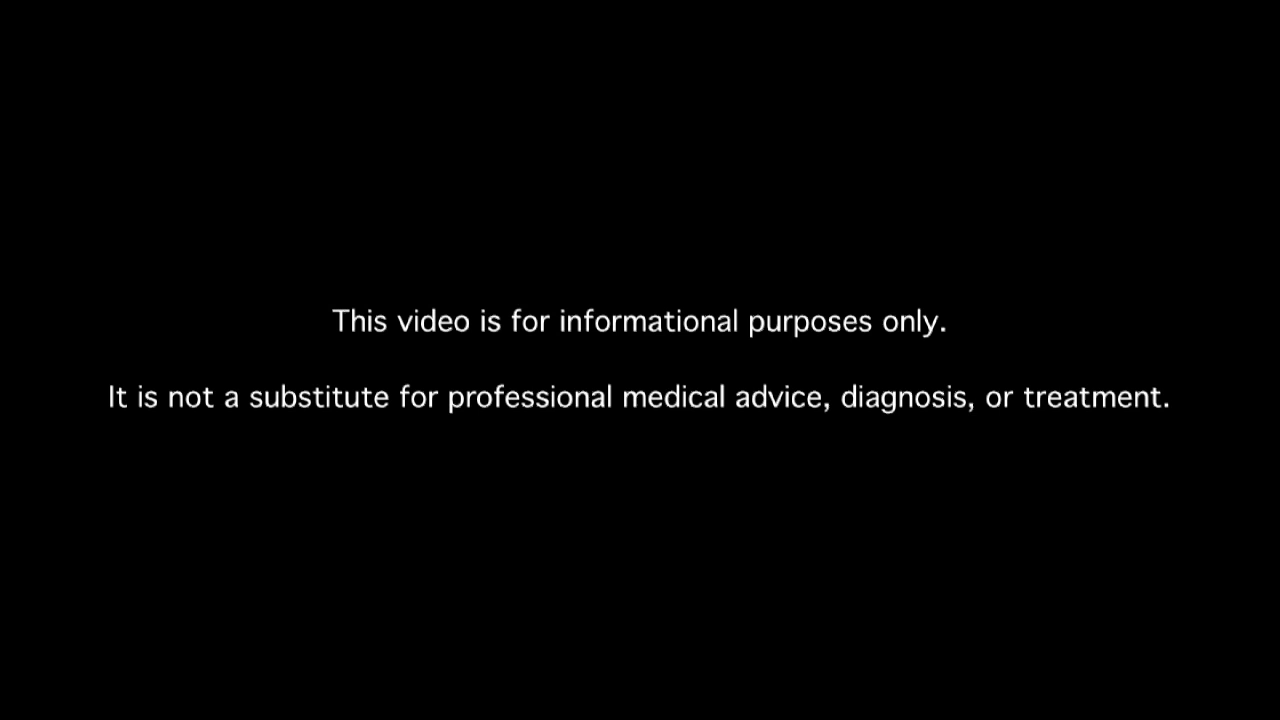 This video is for informational purposes only.
It is not a substitute for professional medical advice, diagnosis, or treatment.